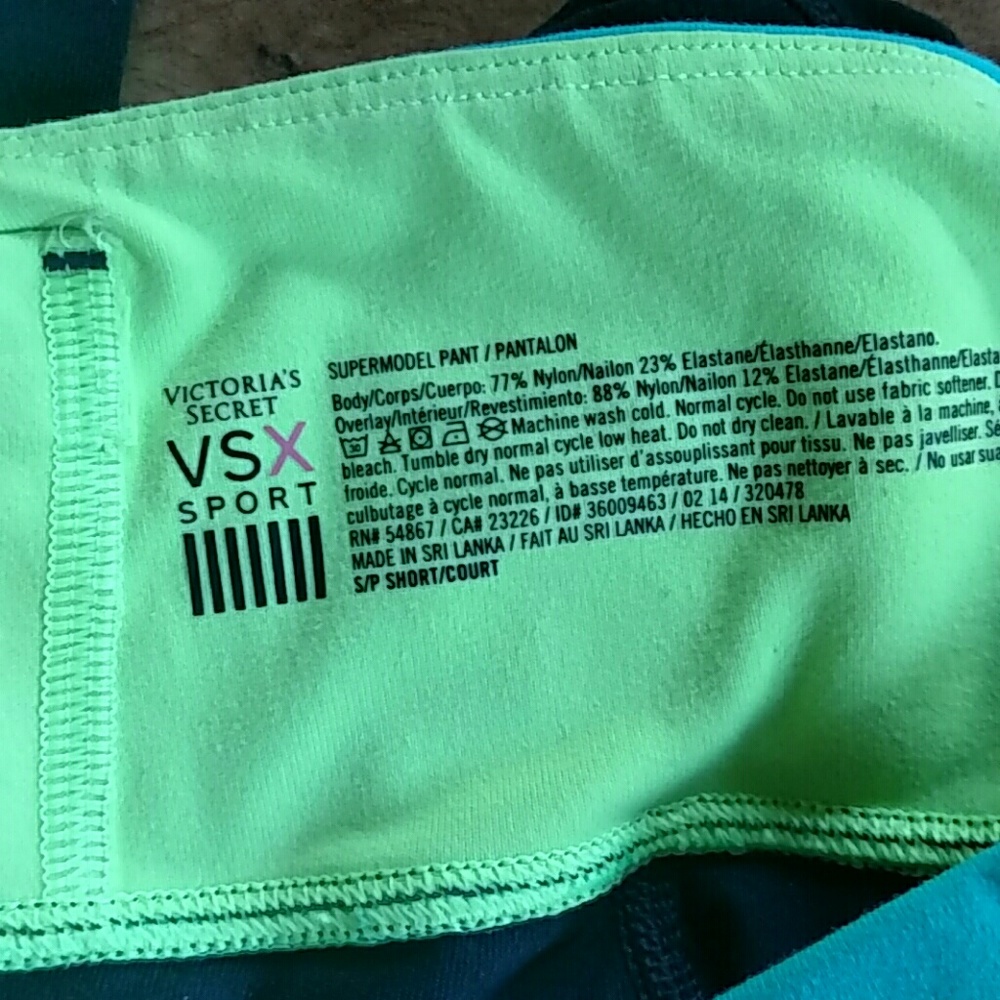 VICTORIA'S
SECRET
VSX
SPORT
SUPERMODEL PANT / PANTALON
Body/Corps/Cuerpo: 77% Nylon/Nailon 23% Elastane/Élasthanne/Elastano.
Overlay/Intérieur/Revestimiento: 88% Nylon/Nailon 12% Elastane/Élasthanne/Elasta
Machine wash cold. Normal cycle. Do not use fabric softener. D
bleach. Tumble dry normal cycle low heat. Do not dry clean. / Lavable à la machine,
froide. Cycle normal. Ne pas utiliser d'assouplissant pour tissu. Ne pas javelliser. Sé
culbutage à cycle normal, à basse température. Ne pas nettoyer à sec. / No usar sua
RN# 54867 / CA# 23226 / ID# 36009463 / 02 14 / 320478
MADE IN SRI LANKA / FAIT AU SRI LANKA / HECHO EN SRI LANKA
S/P SHORT/COURT